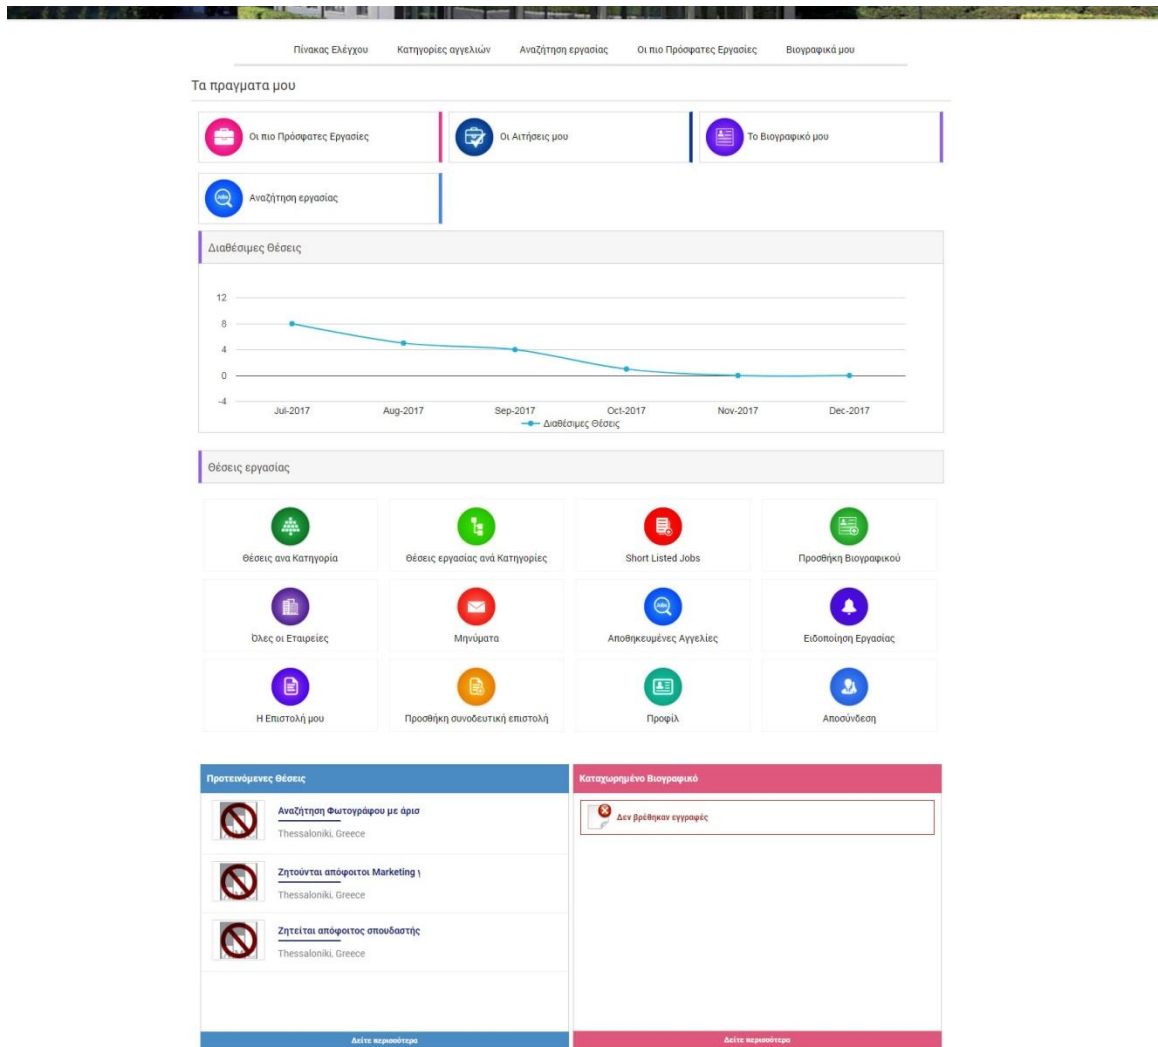 Πίνακας Ελέγχου Κατηγορίες αγγελιών Αναζήτηση εργασίας Οι πιο Πρόσφατες Εργασίες Βιογραφικά μου
Τα πραγματα μου
Οι πιο Πρόσφατες Εργασίες Οι Αιτήσεις μου Το Βιογραφικό μου
Αναζήτηση εργασίας
Διαθέσιμες Θέσεις
12
8
4
0
-4
Jul-2017 Aug-2017 Sep-2017 Oct-2017 Nov-2017 Dec-2017
Διαθέσιμες Θέσεις
Θέσεις εργασίας
Θέσεις ανα Κατηγορία Θέσεις εργασίας ανά Κατηγορίες Short Listed Jobs Προσθήκη Βιογραφικού
Όλες οι Εταιρείες Μηνύματα Αποθηκευμένες Αγγελίες Ειδοποίηση Εργασίας
Η Επιστολή μου Προσθήκη συνοδευτική επιστολή Προφίλ Αποσύνδεση
Προτεινόμενες Θέσεις
Αναζήτηση Φωτογράφου με άρισ
Thessaloniki, Greece
Ζητούνται απόφοιτοι Marketing γ
Thessaloniki, Greece
Ζητείται απόφοιτος σπουδαστής
Thessaloniki, Greece
Δείτε περισσότερα
Καταχωρημένο Βιογραφικό
Δεν βρέθηκαν εγγραφές
Δείτε περισσότερα